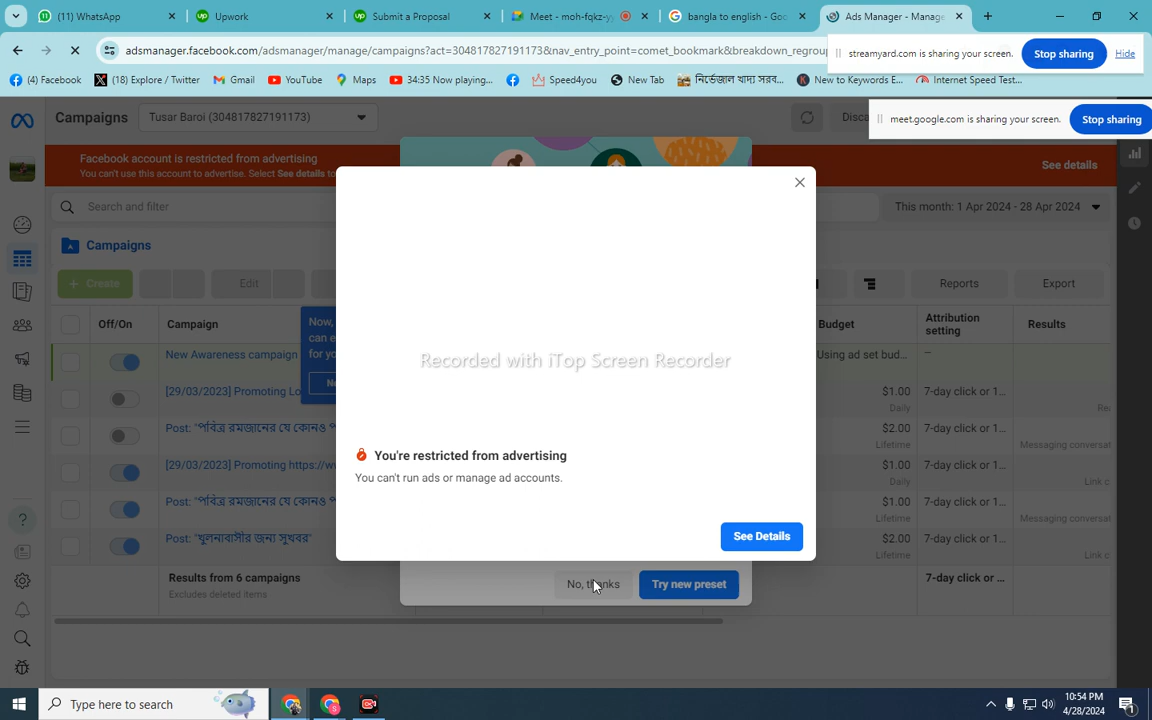 (11) WhatsApp
Upwork
Submit a Proposal
Meet - moh-fqkz-y
bangla to english - Go
Ads Manager - Manage
adsmanager.facebook.com/adsmanager/manage/campaigns?act=304817827191173&nav_entry_point=comet_bookmark&breakdown_regrou
streamyard.com is sharing your screen.
Stop sharing
Hide
(4) Facebook
(18) Explore / Twitter
Gmail
YouTube
Maps
34:35 Now playing...
Speed4you
New Tab
নির্ভেজাল খাদ্য সরব...
New to Keywords E...
Internet Speed Test...
Campaigns
Tusar Baroi (304817827191173)
Disca
meet.google.com is sharing your screen.
Stop sharing
Facebook account is restricted from advertising
You can't use this account to advertise. Select See details to
See details
Search and filter
This month: 1 Apr 2024 - 28 Apr 2024
Campaigns
+ Create
Edit
Reports
Export
Off/On
Campaign
Budget
Attribution setting
Results
Now,
can e
for yo
New Awareness campaign
Using ad set bud...
[29/03/2023] Promoting Lo
$1.00
Daily
7-day click or 1...
Post: "পবিত্র রমজানের যে কোনও প
$2.00
Lifetime
7-day click or 1...
Messaging conversat
[29/03/2023] Promoting https://w
$1.00
Daily
7-day click or 1...
Link c
Post: "পবিত্র রমজানের যে কোনও প
$1.00
Lifetime
7-day click or 1...
Messaging conversat
Post: "খুলনাবাসীর জন্য সুখবর"
$2.00
Lifetime
7-day click or 1...
Link c
Results from 6 campaigns
Excludes deleted items
7-day click or ...
Recorded with iTop Screen Recorder
You're restricted from advertising
You can't run ads or manage ad accounts.
See Details
No, thanks
Try new preset
Type here to search
10:54 PM
4/28/2024
1